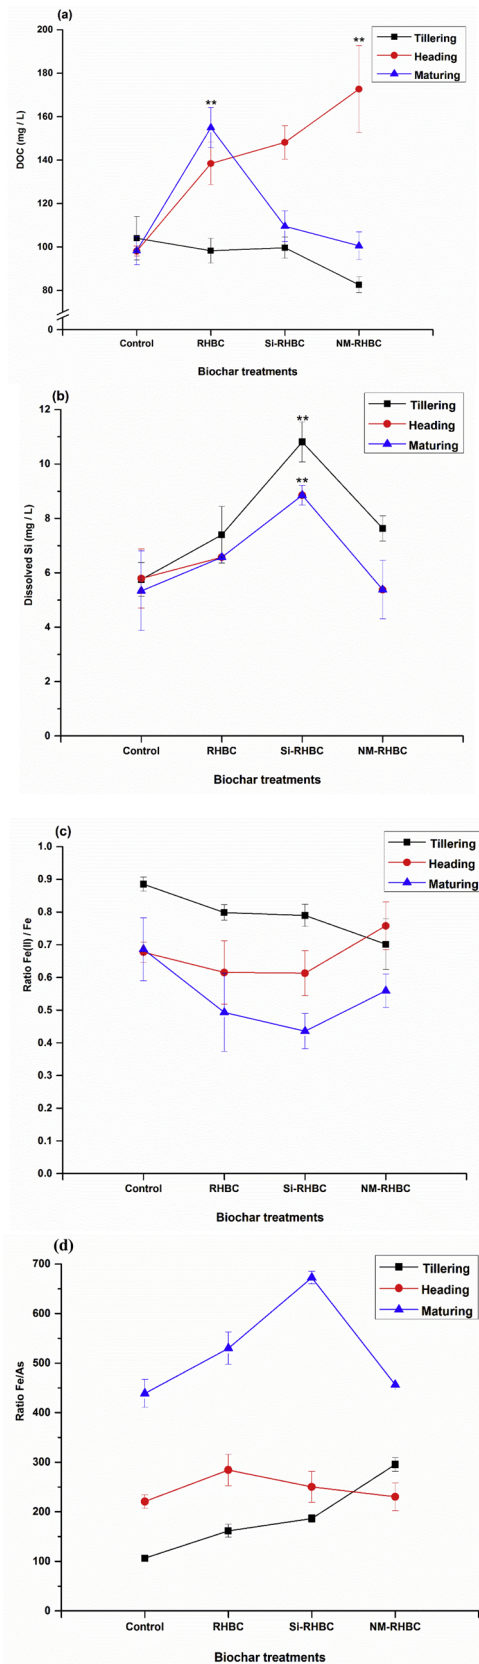 (a)
200
180
160
140
120
100
80
0
DOC (mg / L)
**
**
Tillering
Heading
Maturing
Control
RHBC
Si-RHBC
NM-RHBC
Biochar treatments
(b)
12
10
8
6
4
2
0
Dissolved Si (mg / L)
**
**
Tillering
Heading
Maturing
Control
RHBC
Si-RHBC
NM-RHBC
Biochar treatments
(c)
1.0
0.9
0.8
0.7
0.6
0.5
0.4
0.3
0.2
0.1
0.0
Ratio Fe(II) / Fe
Tillering
Heading
Maturing
Control
RHBC
Si-RHBC
NM-RHBC
Biochar treatments
(d)
700
600
500
400
300
200
100
0
Ratio Fe/As
Tillering
Heading
Maturing
Control
RHBC
Si-RHBC
NM-RHBC
Biochar treatments